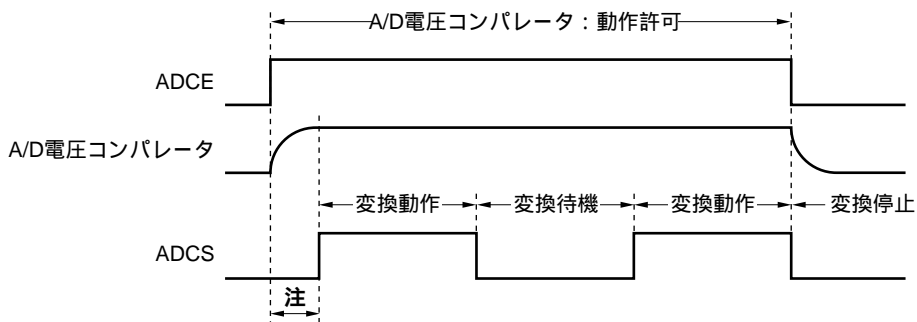 A/D電圧コンパレータ：動作許可
ADCE
A/D電圧コンパレータ
変換動作 変換待機 変換動作 変換停止
ADCS
注